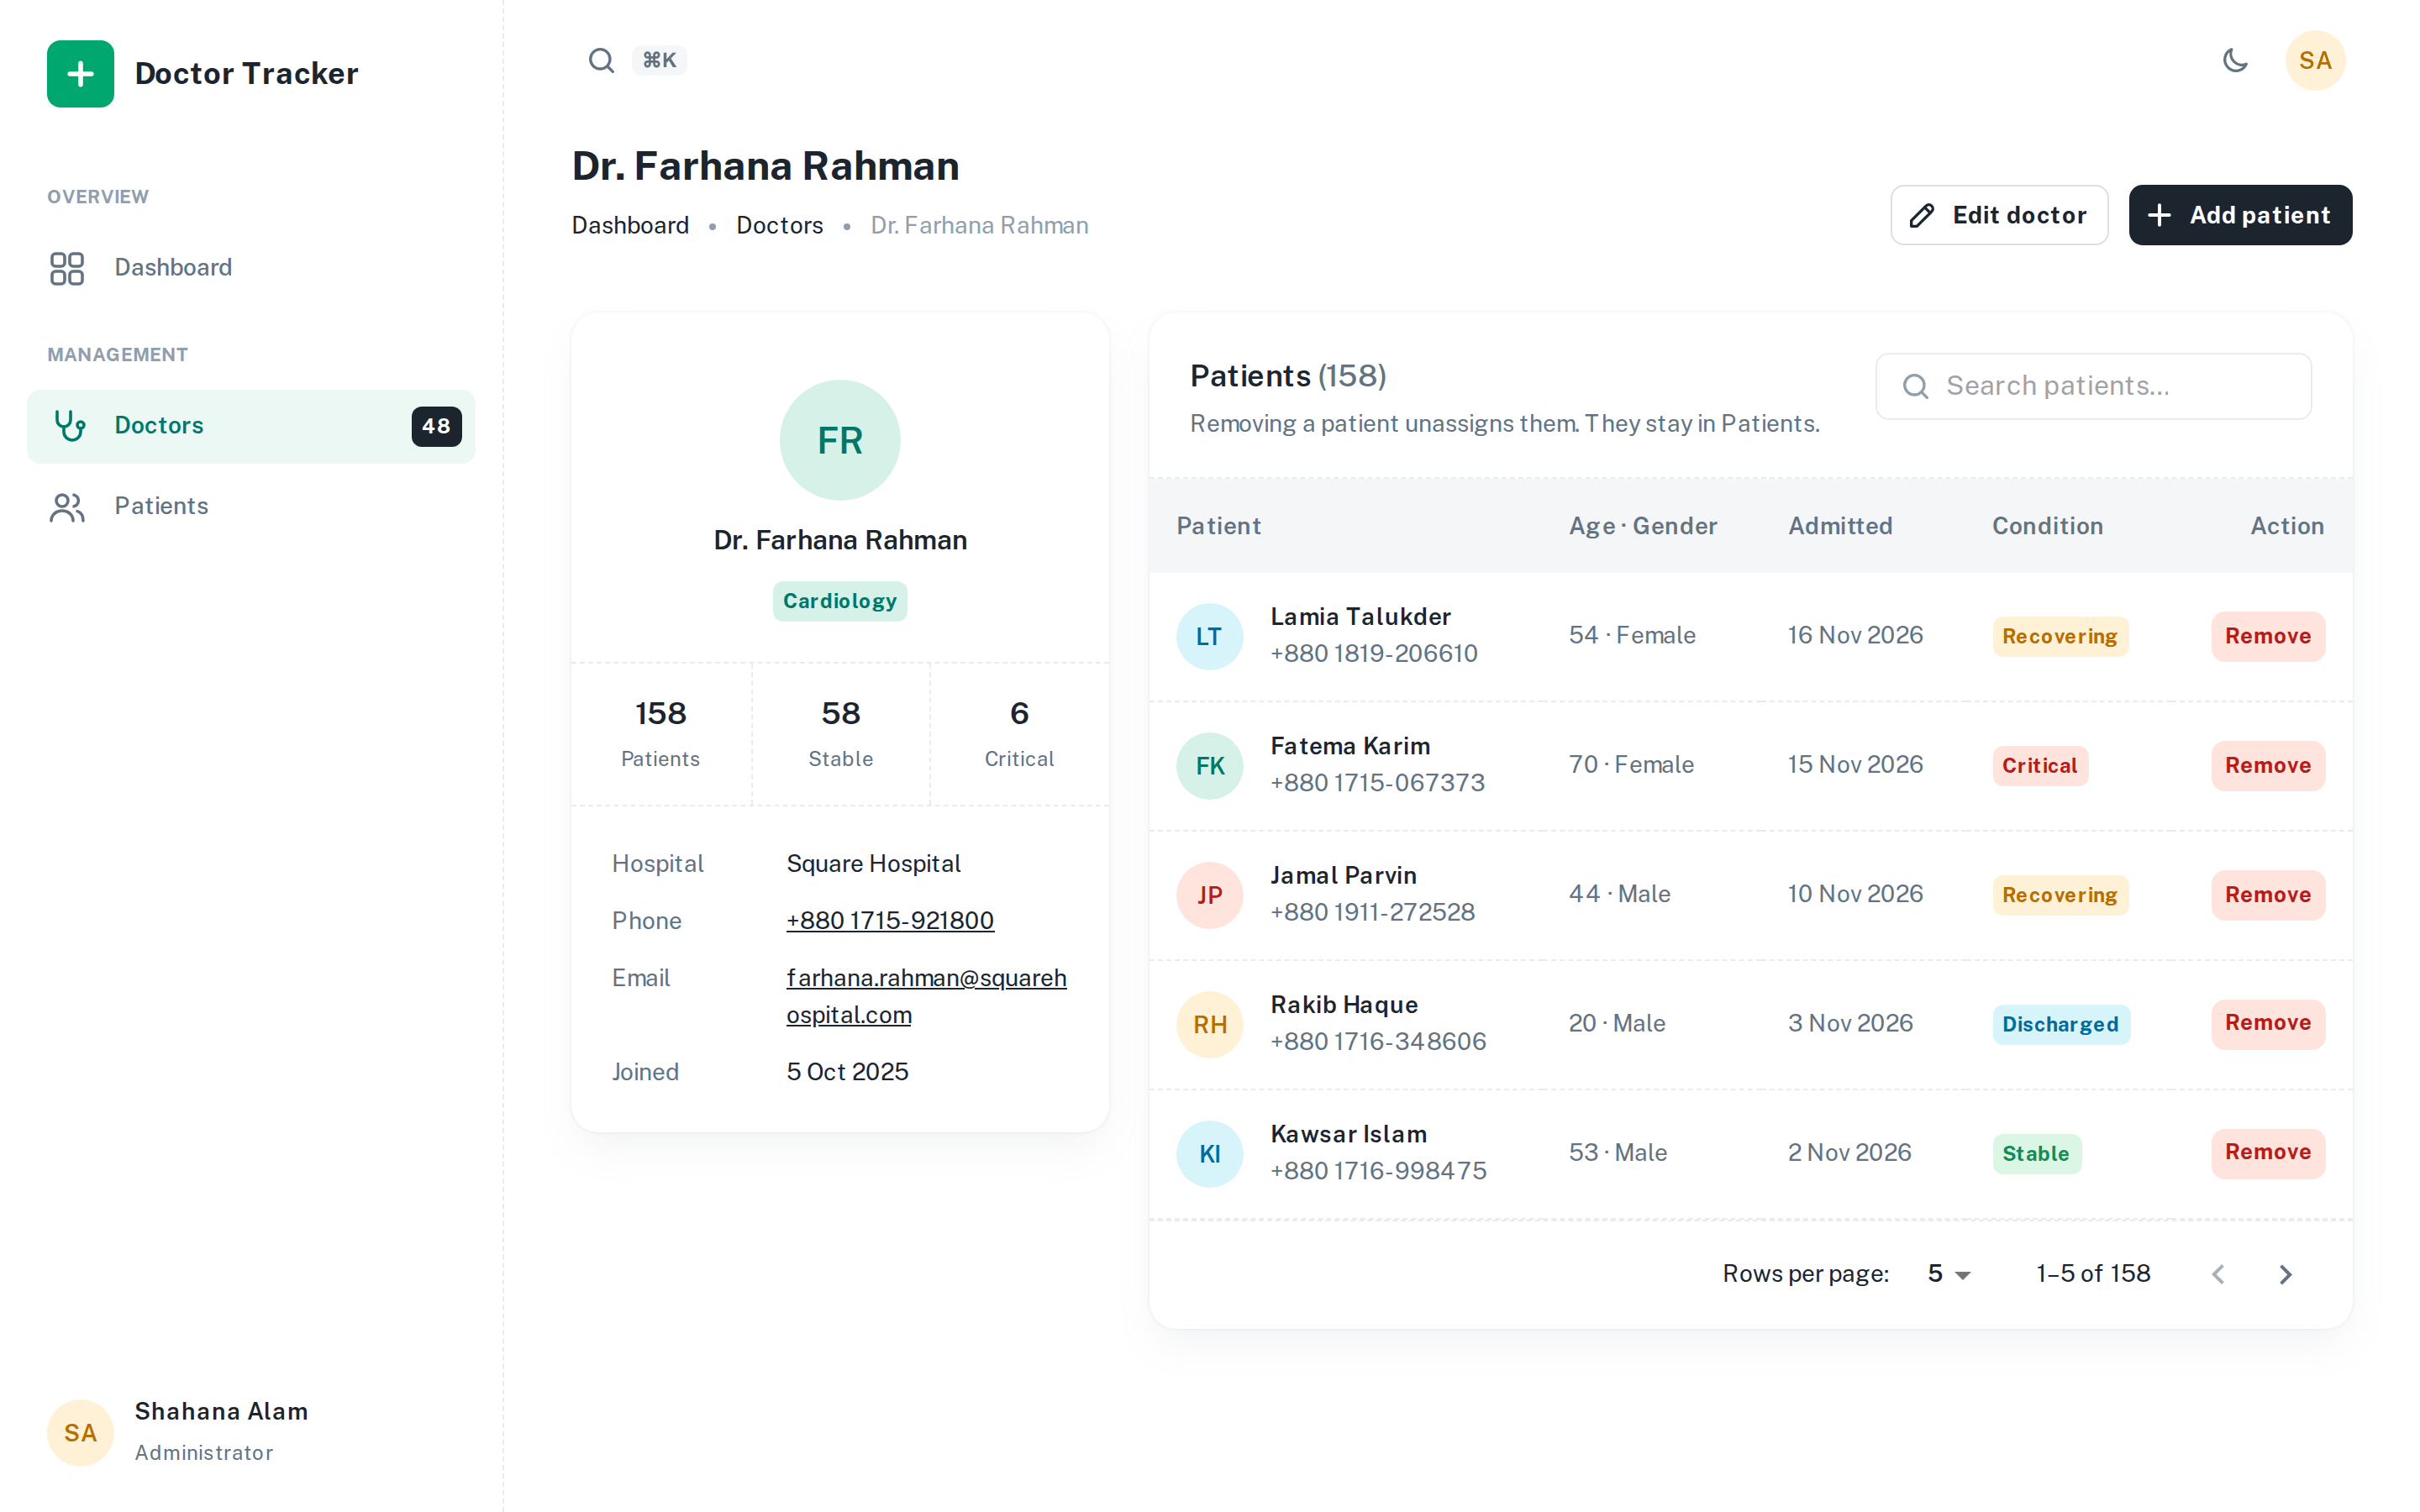 Doctor Tracker
OVERVIEW
Dashboard
MANAGEMENT
Doctors 48
Patients
Shahana Alam
Administrator
⌘K
SA
Dr. Farhana Rahman
Dashboard • Doctors • Dr. Farhana Rahman
Edit doctor
Add patient
FR
Dr. Farhana Rahman
Cardiology
158 58 6
Patients Stable Critical
Hospital Square Hospital
Phone +880 1715-921800
Email farhana.rahman@squareh
ospital.com
Joined 5 Oct 2025
Patients (158)
Search patients...
Removing a patient unassigns them. They stay in Patients.
Patient Age · Gender Admitted Condition Action
LT Lamia Talukder 54 · Female 16 Nov 2026 Recovering Remove
+880 1819-206610
FK Fatema Karim 70 · Female 15 Nov 2026 Critical Remove
+880 1715-067373
JP Jamal Parvin 44 · Male 10 Nov 2026 Recovering Remove
+880 1911-272528
RH Rakib Haque 20 · Male 3 Nov 2026 Discharged Remove
+880 1716-348606
KI Kawsar Islam 53 · Male 2 Nov 2026 Stable Remove
+880 1716-998475
Rows per page: 5 1–5 of 158
SA